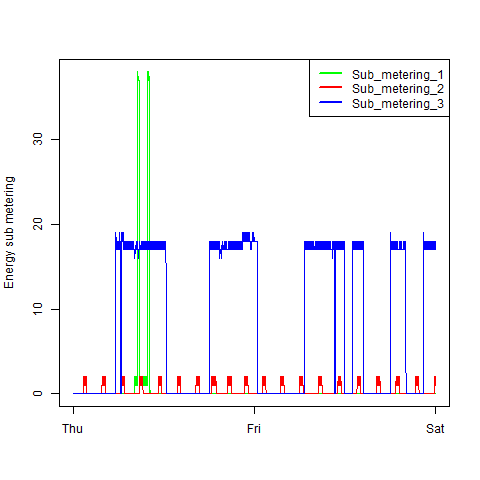 Sub_metering_1
Sub_metering_2
Sub_metering_3
Energy sub metering
30
20
10
0
Thu Fri Sat